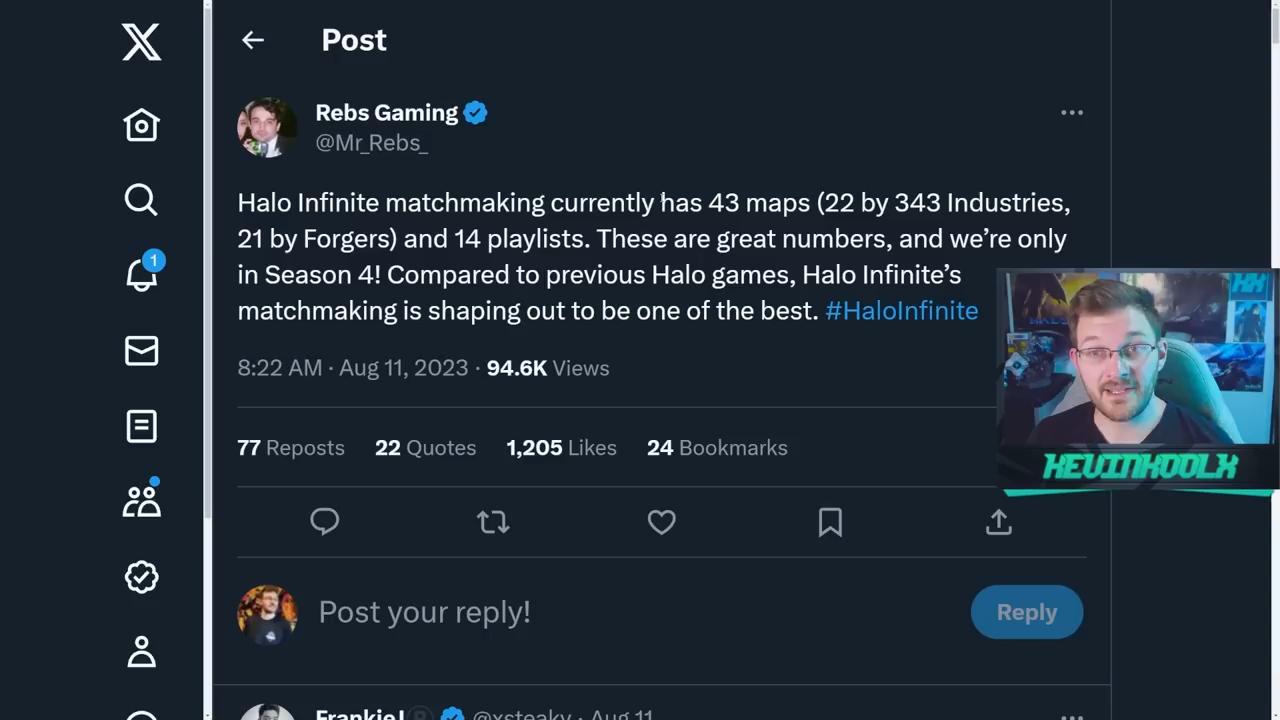 Post
Rebs Gaming
@Mr_Rebs_
Halo Infinite matchmaking currently has 43 maps (22 by 343 Industries,
21 by Forgers) and 14 playlists. These are great numbers, and we’re only
in Season 4! Compared to previous Halo games, Halo Infinite’s
matchmaking is shaping out to be one of the best. #HaloInfinite
8:22 AM · Aug 11, 2023 · 94.6K Views
77 Reposts 22 Quotes 1,205 Likes 24 Bookmarks
1
KEVINKOOLX
Post your reply!
Reply
@xsteaky · Aug 11